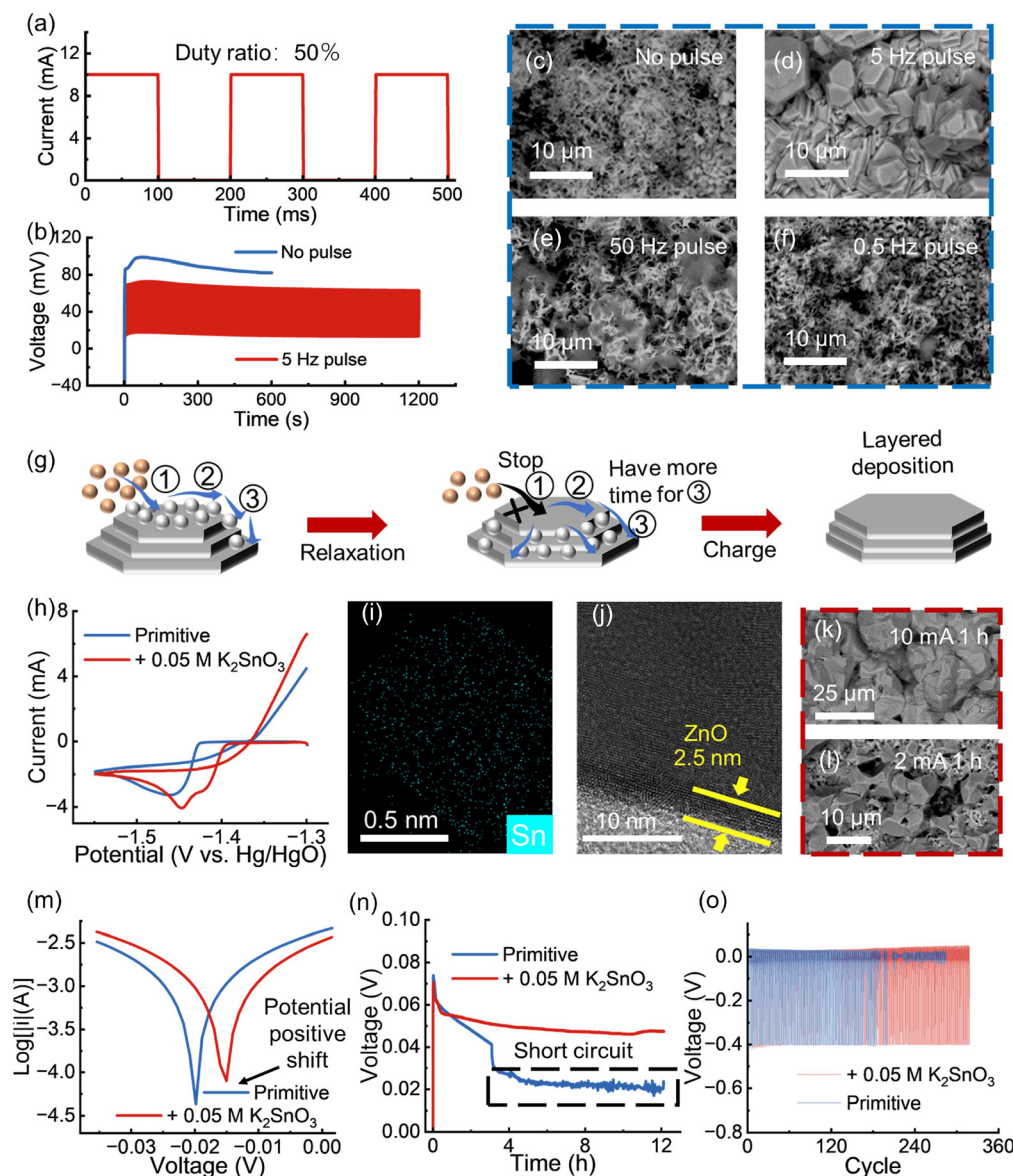 (a)
Duty ratio: 50%
Current (mA)
12
8
4
0
0 100 200 300 400 500
Time (ms)
(b)
Voltage (mV)
120
80
40
0
−40
No pulse
5 Hz pulse
0 300 600 900 1200
Time (s)
(c)
No pulse
10 μm
(d)
5 Hz pulse
10 μm
(e)
50 Hz pulse
10 μm
(f)
0.5 Hz pulse
10 μm
(g)
① ② ③
Relaxation
Stop
① ② ③
Have more
time for ③
Charge
Layered
deposition
(h)
Current (mA)
8
4
0
−4
Primitive
+ 0.05 M K₂SnO₃
−1.5 −1.4 −1.3
Potential (V vs. Hg/HgO)
(i)
0.5 nm
Sn
(j)
ZnO
2.5 nm
10 nm
(k)
10 mA 1 h
25 μm
(l)
2 mA 1 h
10 μm
(m)
Log[|i|(A)]
−2.5
−3.0
−3.5
−4.0
−4.5
Potential
positive
shift
Primitive
+ 0.05 M K₂SnO₃
−0.03 −0.02 −0.01 0.00
Voltage (V)
(n)
Voltage (V)
0.10
0.08
0.06
0.04
0.02
0.00
Primitive
+ 0.05 M K₂SnO₃
Short circuit
0 4 8 12
Time (h)
(o)
Voltage (V)
0.0
−0.2
−0.4
−0.6
−0.8
+ 0.05 M K₂SnO₃
Primitive
0 120 240 360
Cycle